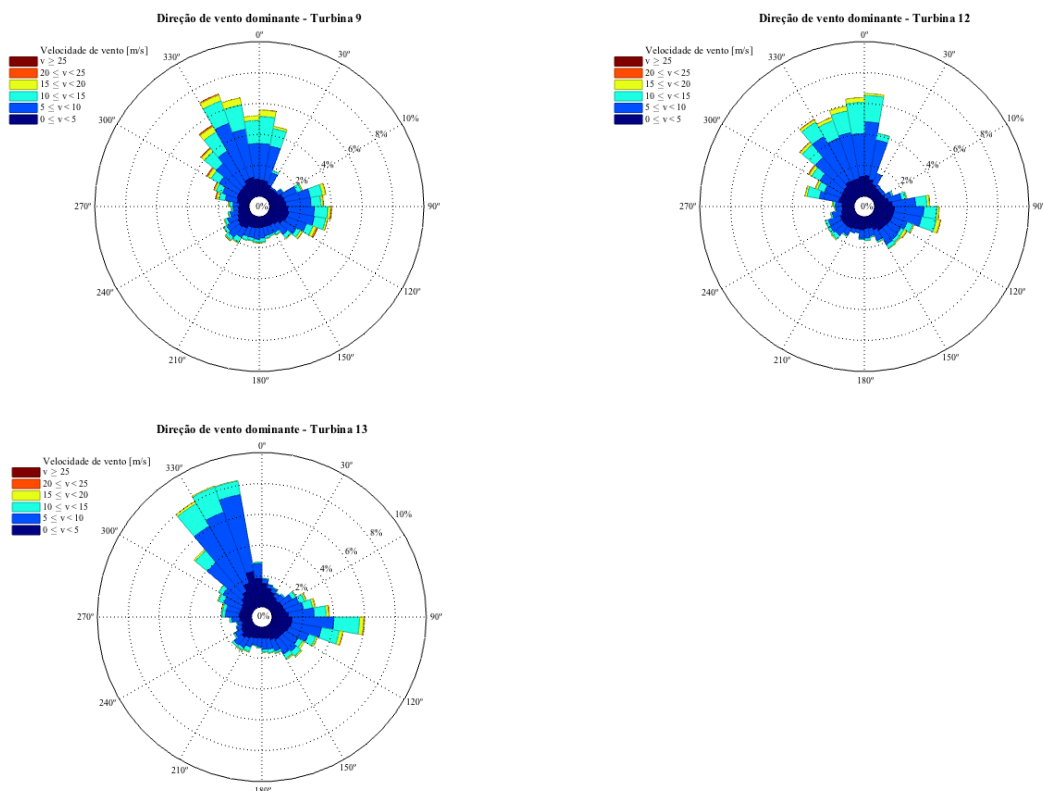 Direção de vento dominante - Turbina 9
Velocidade de vento [m/s]
v ≥ 25
20 ≤ v < 25
15 ≤ v < 20
10 ≤ v < 15
5 ≤ v < 10
0 ≤ v < 5
0º
30º
10%
8%
6%
4%
2%
0%
90º
120º
150º
180º
210º
240º
270º
300º
330º
Direção de vento dominante - Turbina 12
Velocidade de vento [m/s]
v ≥ 25
20 ≤ v < 25
15 ≤ v < 20
10 ≤ v < 15
5 ≤ v < 10
0 ≤ v < 5
0º
30º
10%
8%
6%
4%
2%
0%
90º
120º
150º
180º
210º
240º
270º
300º
330º
Direção de vento dominante - Turbina 13
Velocidade de vento [m/s]
v ≥ 25
20 ≤ v < 25
15 ≤ v < 20
10 ≤ v < 15
5 ≤ v < 10
0 ≤ v < 5
0º
30º
10%
8%
6%
4%
2%
0%
90º
120º
150º
180º
210º
240º
270º
300º
330º